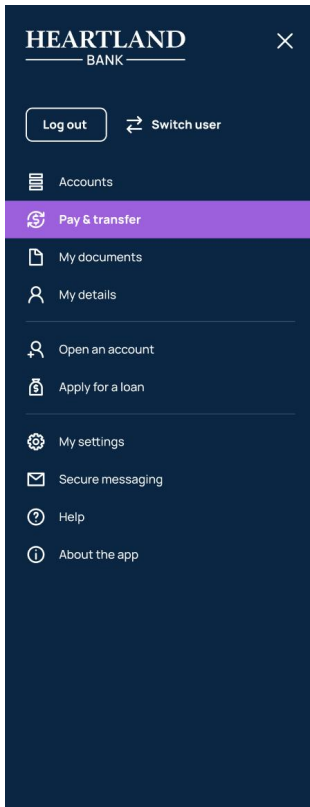 HEARTLAND
BANK
Log out
Switch user
Accounts
Pay & transfer
My documents
My details
Open an account
Apply for a loan
My settings
Secure messaging
Help
About the app